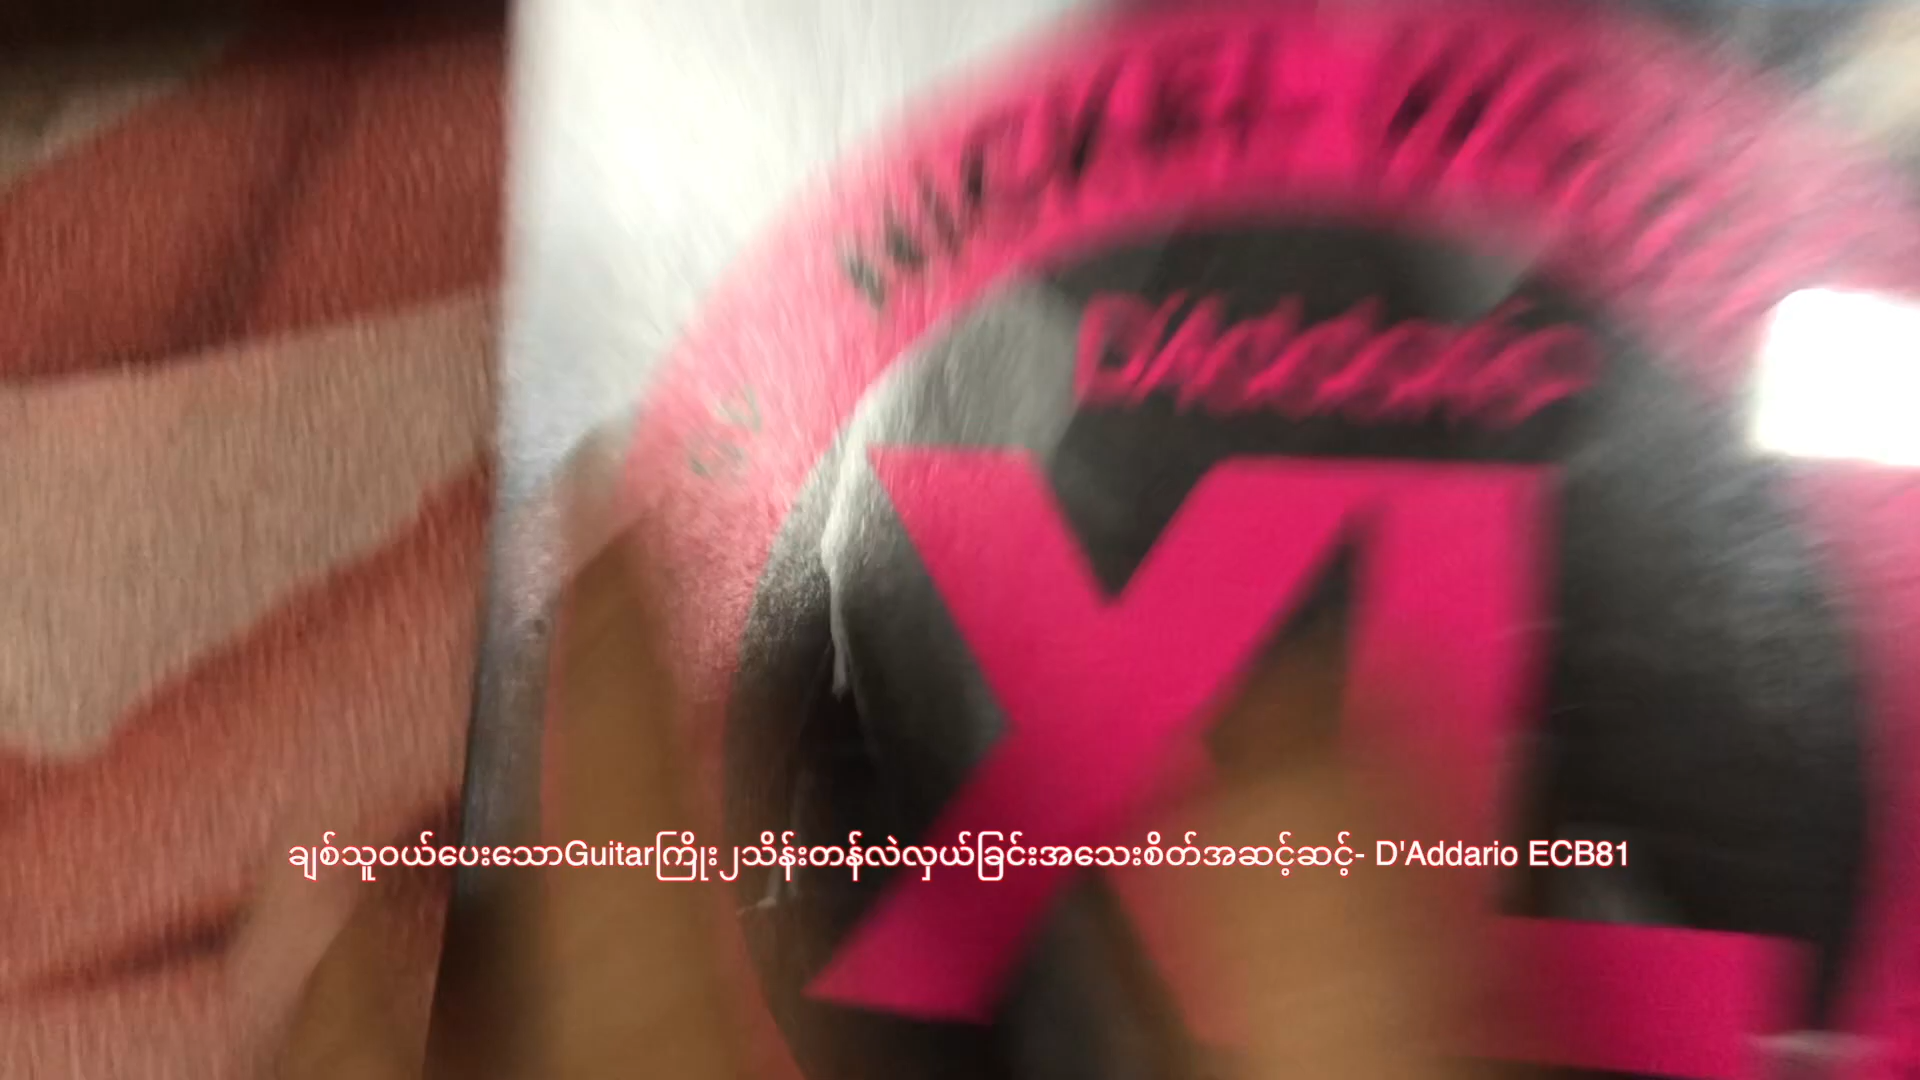 D'Addario
XL
ချစ်သူဝယ်ပေးသောGuitarကြိုး၂သိန်းတန်လဲလှယ်ခြင်းအသေးစိတ်အဆင့်ဆင့်- D'Addario ECB81